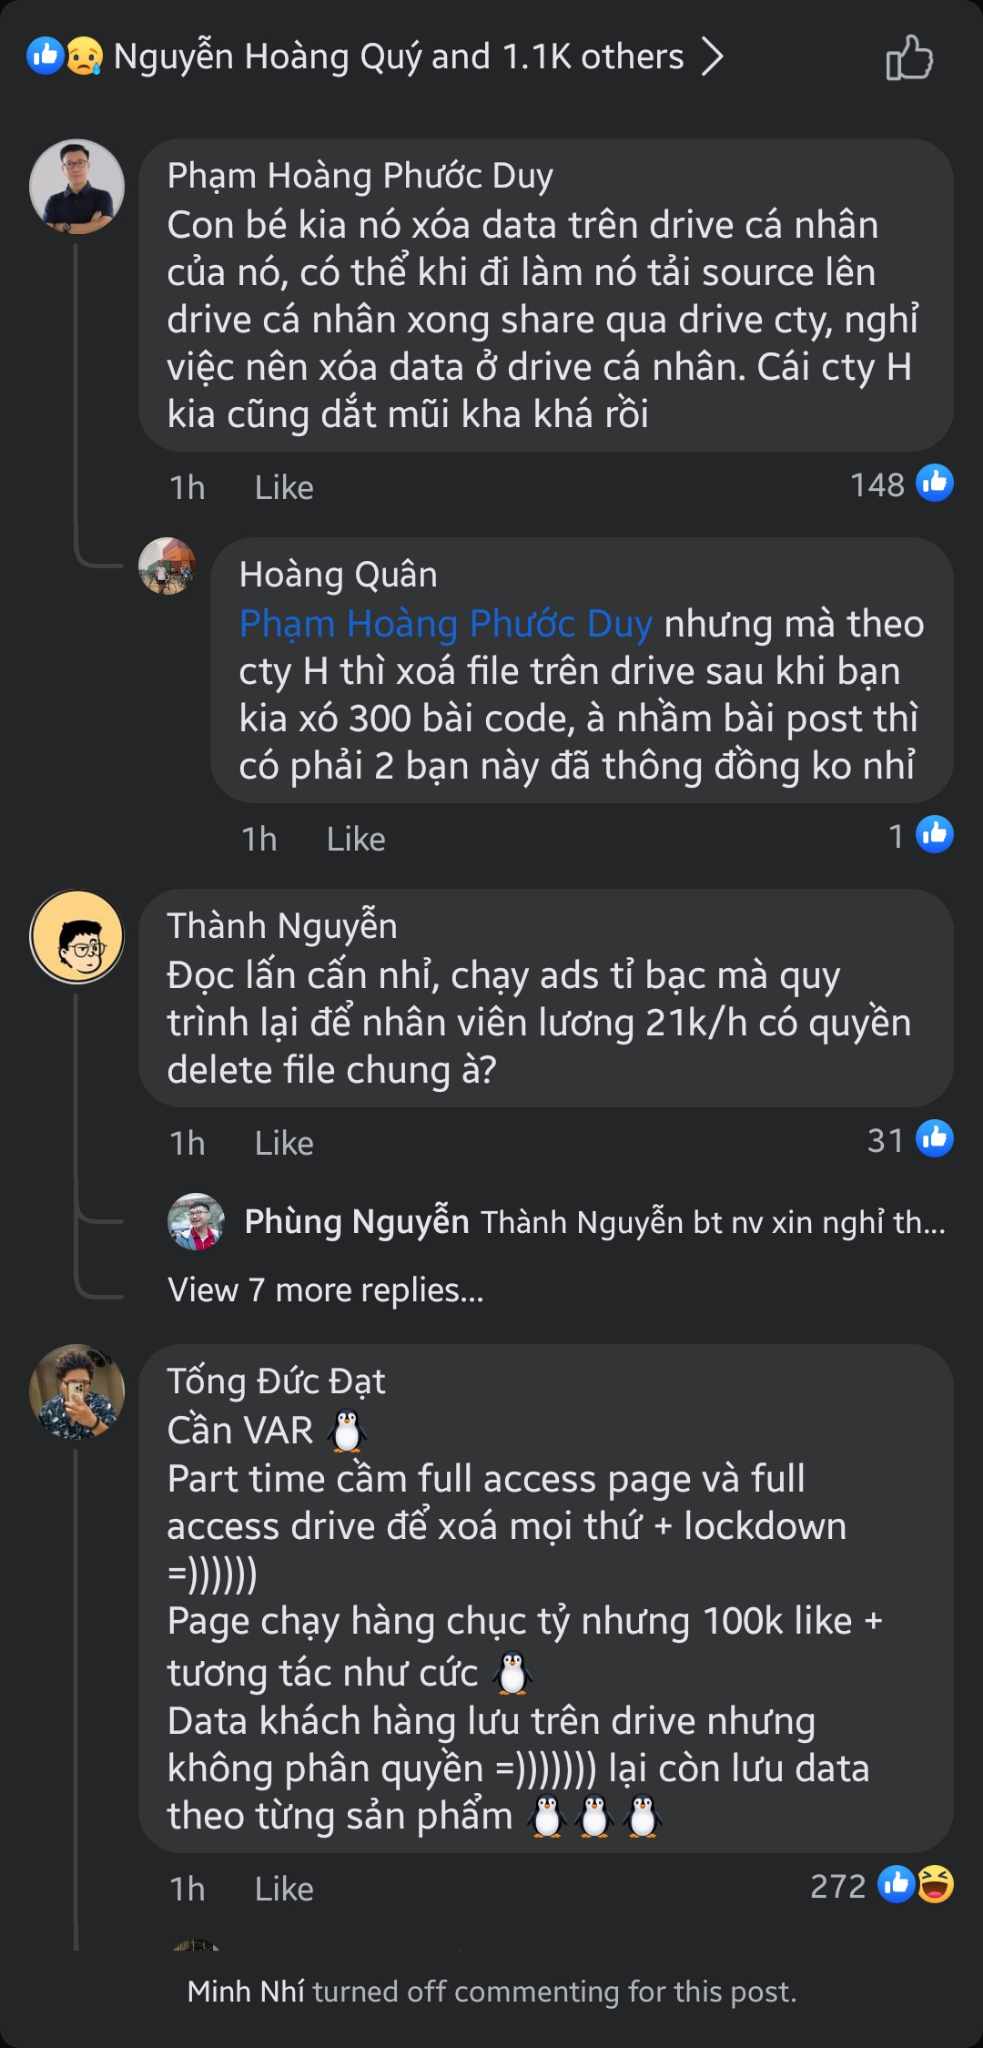 Nguyễn Hoàng Quý and 1.1K others
Phạm Hoàng Phước Duy
Con bé kia nó xóa data trên drive cá nhân
của nó, có thể khi đi làm nó tải source lên
drive cá nhân xong share qua drive cty, nghỉ
việc nên xóa data ở drive cá nhân. Cái cty H
kia cũng dắt mũi kha khá rồi
1h Like 148
Hoàng Quân
Phạm Hoàng Phước Duy nhưng mà theo
cty H thì xoá file trên drive sau khi bạn
kia xó 300 bài code, à nhầm bài post thì
có phải 2 bạn này đã thông đồng ko nhỉ
1h Like 1
Thành Nguyễn
Đọc lấn cấn nhỉ, chạy ads tỉ bạc mà quy
trình lại để nhân viên lương 21k/h có quyền
delete file chung à?
1h Like 31
Phùng Nguyễn Thành Nguyễn bt nv xin nghỉ th...
View 7 more replies...
Tống Đức Đạt
Cần VAR 🐧
Part time cầm full access page và full
access drive để xoá mọi thứ + lockdown
=))))))
Page chạy hàng chục tỷ nhưng 100k like +
tương tác như cức 🐧
Data khách hàng lưu trên drive nhưng
không phân quyền =))))))) lại còn lưu data
theo từng sản phẩm 🐧🐧🐧
1h Like 272
Minh Nhí turned off commenting for this post.